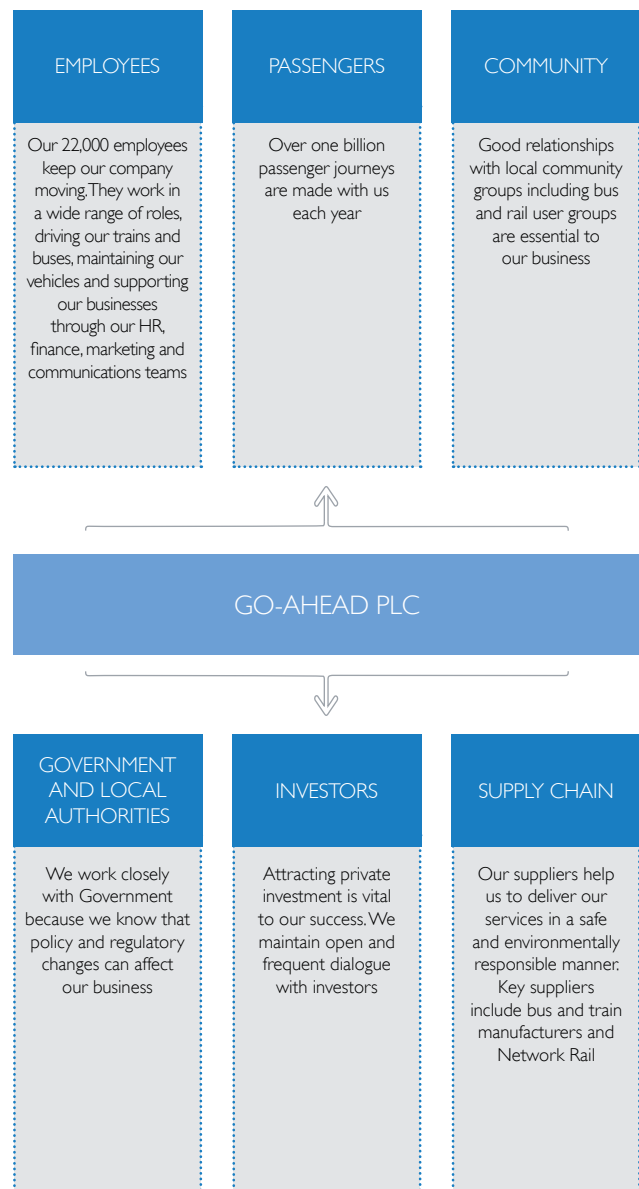 EMPLOYEES
Our 22,000 employees
keep our company
moving. They work in
a wide range of roles,
driving our trains and
buses, maintaining our
vehicles and supporting
our businesses
through our HR,
finance, marketing and
communications teams
PASSENGERS
Over one billion
passenger journeys
are made with us
each year
COMMUNITY
Good relationships
with local community
groups including bus
and rail user groups
are essential to
our business
GO-AHEAD PLC
GOVERNMENT
AND LOCAL
AUTHORITIES
We work closely
with Government
because we know that
policy and regulatory
changes can affect
our business
INVESTORS
Attracting private
investment is vital
to our success. We
maintain open and
frequent dialogue
with investors
SUPPLY CHAIN
Our suppliers help
us to deliver our
services in a safe
and environmentally
responsible manner.
Key suppliers
include bus and train
manufacturers and
Network Rail